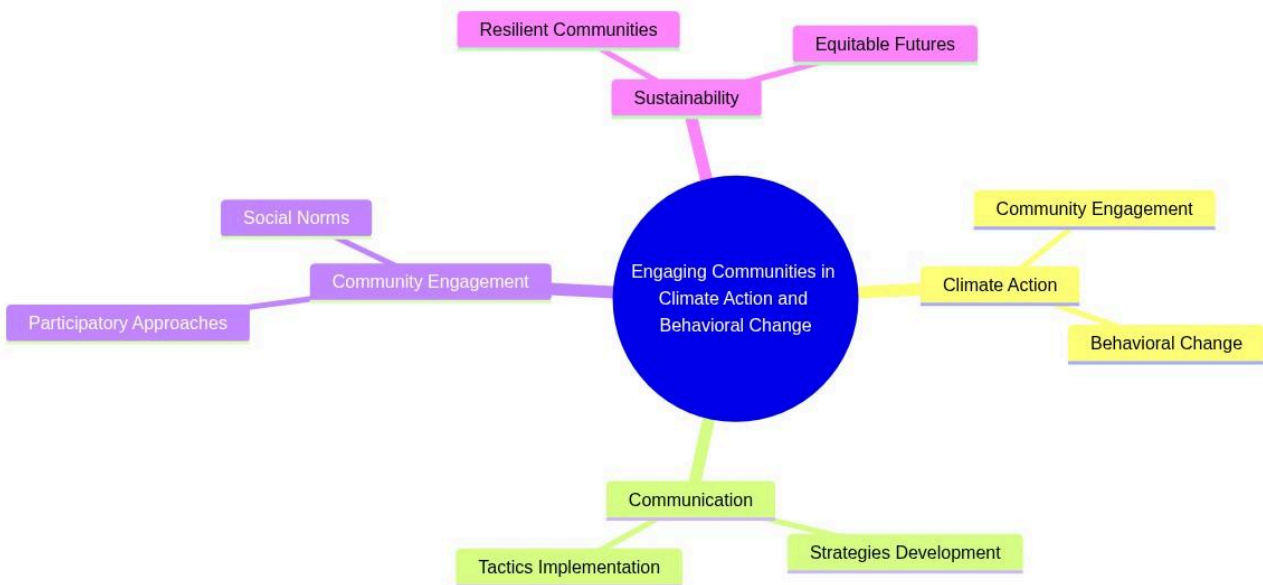 Resilient Communities
Equitable Futures
Sustainability
Social Norms
Community Engagement
Participatory Approaches
Engaging Communities in
Climate Action and
Behavioral Change
Community Engagement
Climate Action
Behavioral Change
Communication
Tactics Implementation
Strategies Development